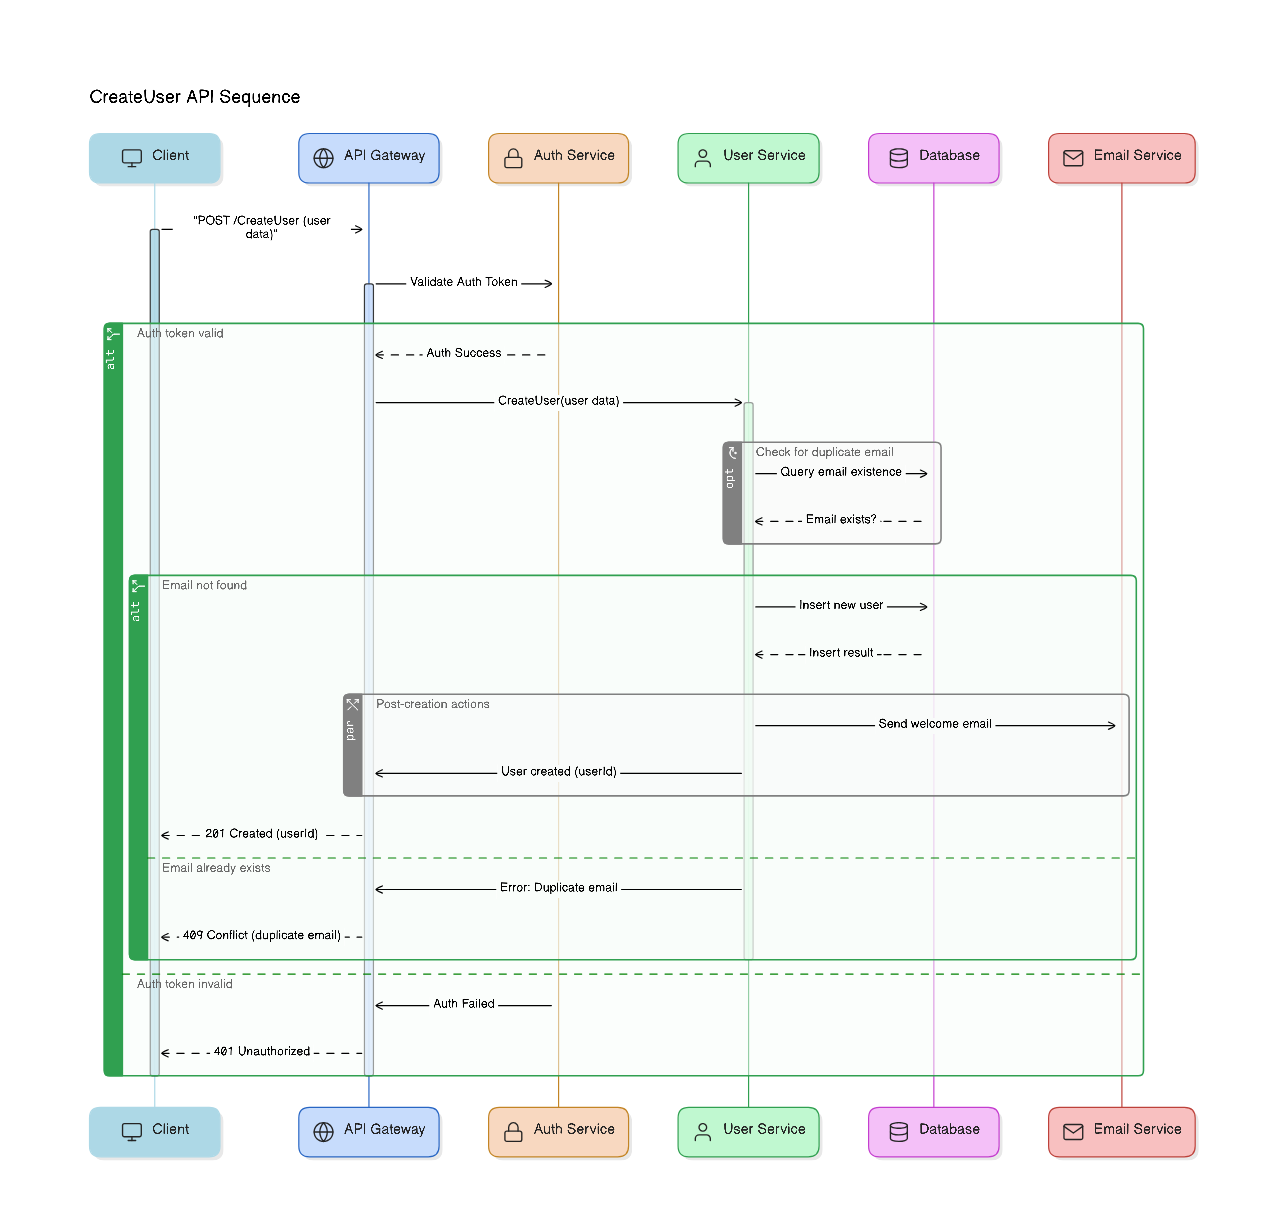 CreateUser API Sequence
Client
API Gateway
Auth Service
User Service
Database
Email Service
"POST /CreateUser (user
data)"
Validate Auth Token
alt
Auth token valid
Auth Success
CreateUser(user data)
opt
Check for duplicate email
Query email existence
Email exists?
alt
Email not found
Insert new user
Insert result
par
Post-creation actions
Send welcome email
User created (userId)
201 Created (userId)
Email already exists
Error: Duplicate email
409 Conflict (duplicate email)
Auth token invalid
Auth Failed
401 Unauthorized
Client
API Gateway
Auth Service
User Service
Database
Email Service